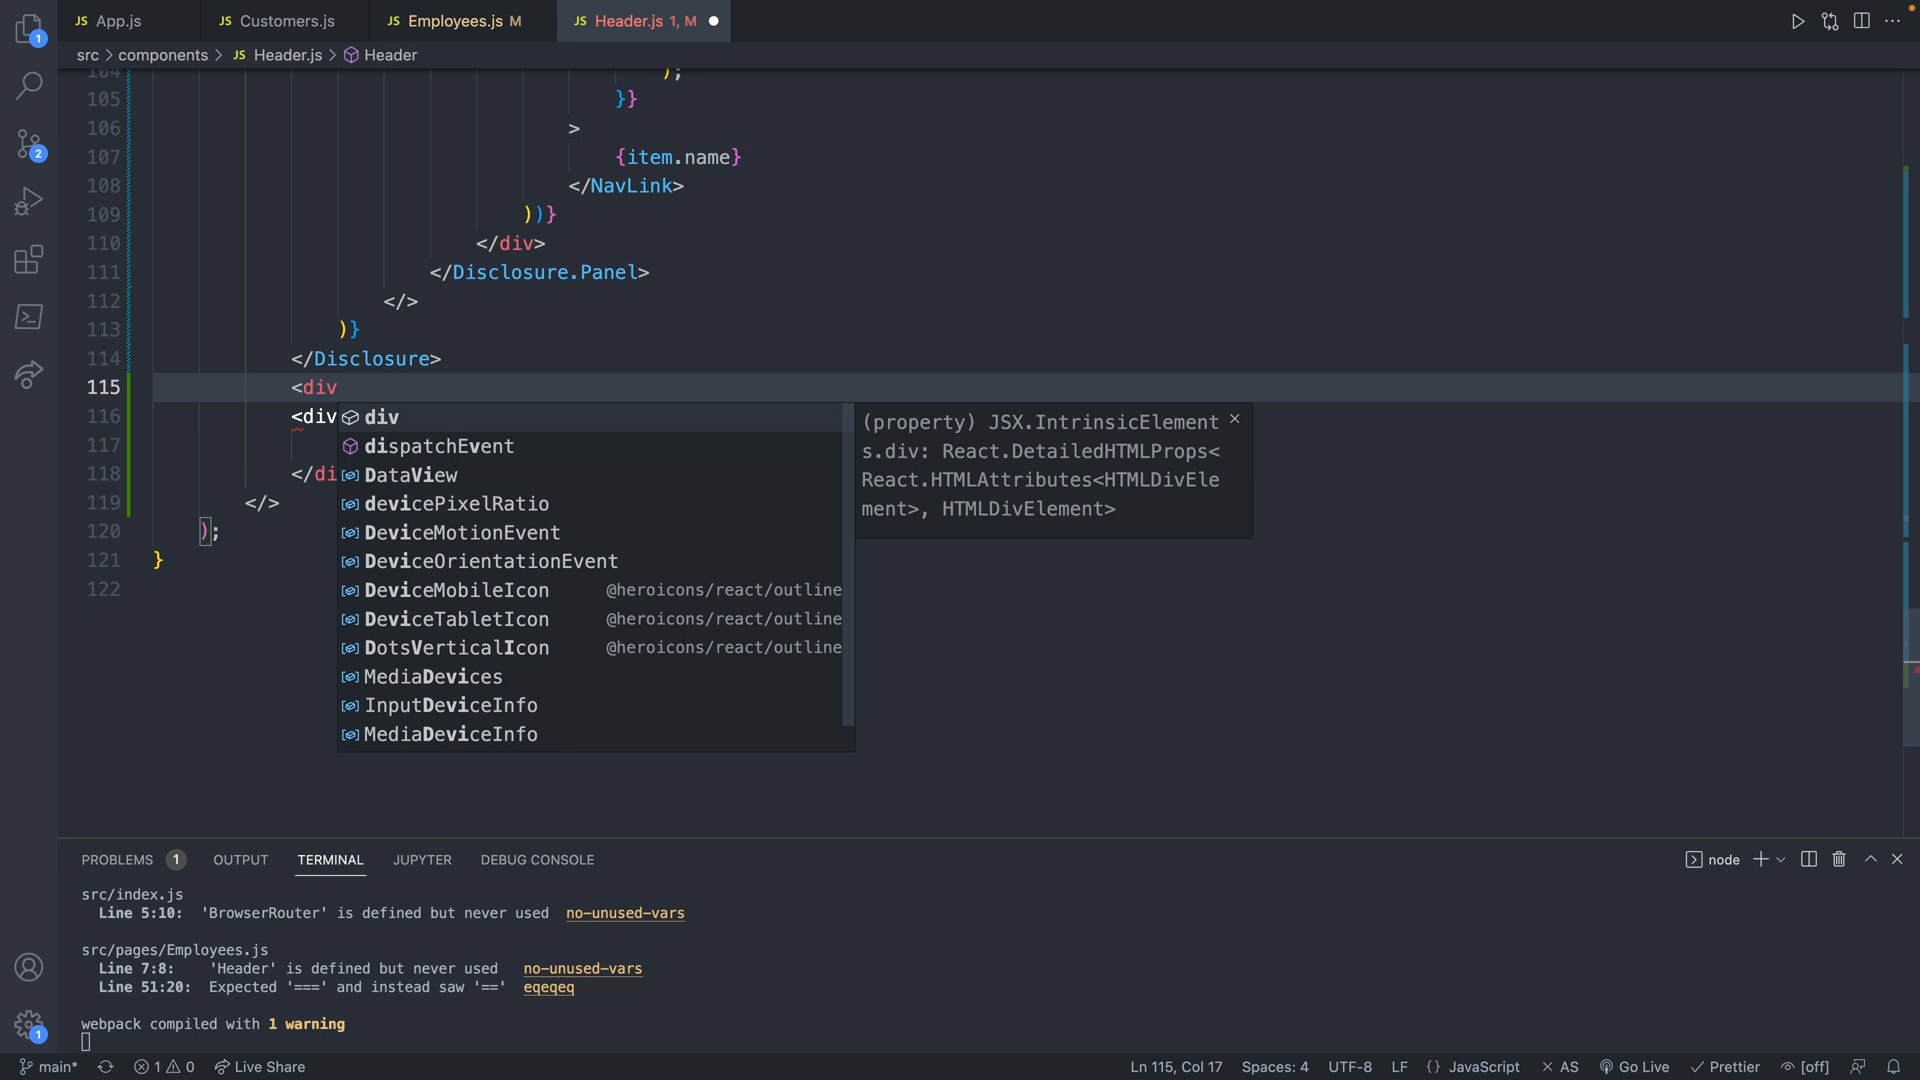 JS App.js
JS Customers.js
JS Employees.js M
JS Header.js 1, M
src > components > JS Header.js > Header
104 );
105 }}
106 >
107 {item.name}
108 </NavLink>
109 ))}
110 </div>
111 </Disclosure.Panel>
112 </>
113 )}
114 </Disclosure>
115 <div
116 <div
117
118 </di
119 </>
120 );
121 }
122
div
dispatchEvent
DataView
devicePixelRatio
DeviceMotionEvent
DeviceOrientationEvent
DeviceMobileIcon @heroicons/react/outline
DeviceTabletIcon @heroicons/react/outline
DotsVerticalIcon @heroicons/react/outline
MediaDevices
InputDeviceInfo
MediaDeviceInfo
(property) JSX.IntrinsicElement
s.div: React.DetailedHTMLProps<
React.HTMLAttributes<HTMLDivEle
ment>, HTMLDivElement>
1
2
1
PROBLEMS 1 OUTPUT TERMINAL JUPYTER DEBUG CONSOLE
node
src/index.js
Line 5:10: 'BrowserRouter' is defined but never used no-unused-vars
src/pages/Employees.js
Line 7:8: 'Header' is defined but never used no-unused-vars
Line 51:20: Expected '===' and instead saw '==' eqeqeq
webpack compiled with 1 warning
main* 1 0 Live Share
Ln 115, Col 17 Spaces: 4 UTF-8 LF {} JavaScript × AS Go Live ✓ Prettier [off]